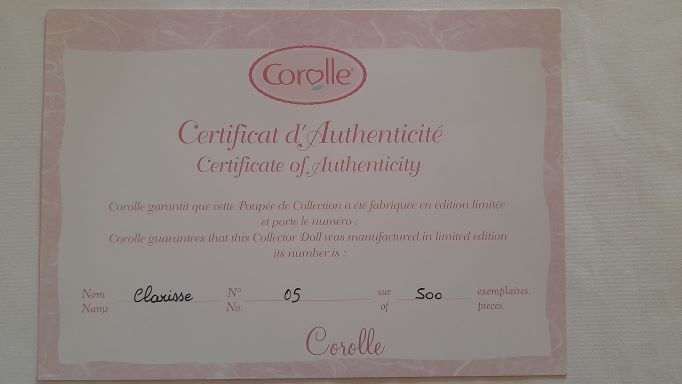 Corolle®
Certificat d'Authenticité
Certificate of Authenticity
Corolle garantit que cette Poupée de Collection a été fabriquée en édition limitée
et porte le numéro :
Corolle guarantees that this Collector Doll was manufactured in limited edition
its number is :
Nom Clarisse N° 05 sur 500 exemplaires.
Name No. of pieces.
Corolle